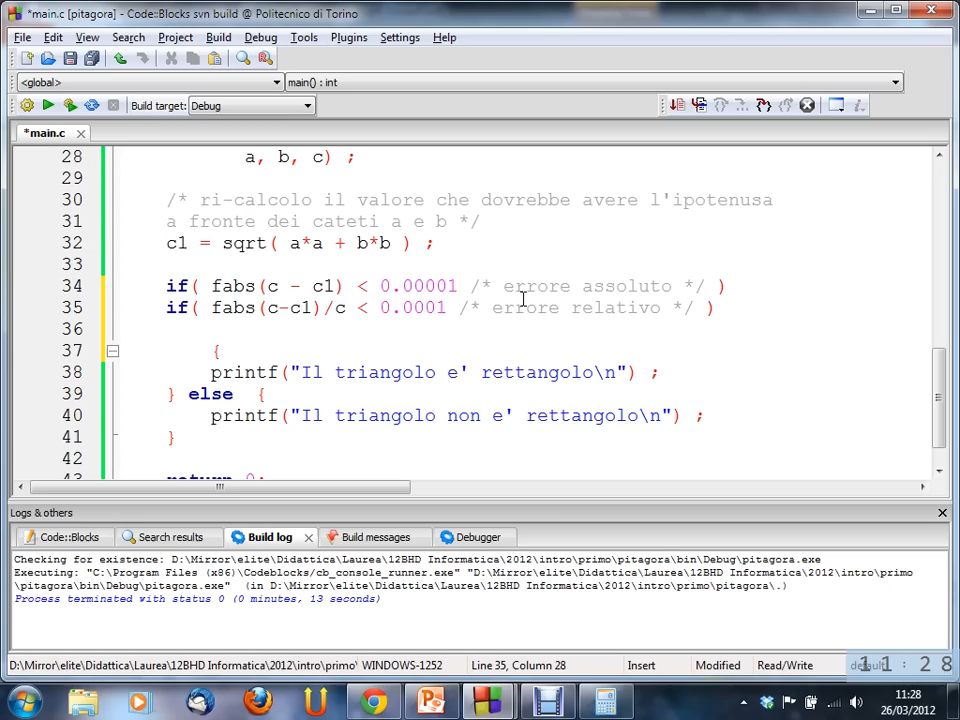 *main.c [pitagora] - Code::Blocks svn build @ Politecnico di Torino
File Edit View Search Project Build Debug Tools Plugins Settings Help
<global> main() : int
Build target: Debug
*main.c
28 a, b, c) ;
29
30 /* ri-calcolo il valore che dovrebbe avere l'ipotenusa
31 a fronte dei cateti a e b */
32 c1 = sqrt( a*a + b*b ) ;
33
34 if( fabs(c - c1) < 0.00001 /* errore assoluto */ )
35 if( fabs(c-c1)/c < 0.0001 /* errore relativo */ )
36
37 {
38 printf("Il triangolo e' rettangolo\n") ;
39 } else {
40 printf("Il triangolo non e' rettangolo\n") ;
41 }
42
43 return 0;
Logs & others
Code::Blocks Search results Build log Build messages Debugger
Checking for existence: D:\Mirror\elite\Didattica\Laurea\12BHD Informatica\2012\intro\primo\pitagora\bin\Debug\pitagora.exe
Executing: "C:\Program Files (x86)\Codeblocks/cb_console_runner.exe" "D:\Mirror\elite\Didattica\Laurea\12BHD Informatica\2012\intro\primo
\pitagora\bin\Debug\pitagora.exe" (in D:\Mirror\elite\Didattica\Laurea\12BHD Informatica\2012\intro\primo\pitagora\.)
Process terminated with status 0 (0 minutes, 13 seconds)
D:\Mirror\elite\Didattica\Laurea\12BHD Informatica\2012\intro\primo\ WINDOWS-1252 Line 35, Column 28 Insert Modified Read/Write default
11:28
11:28
26/03/2012